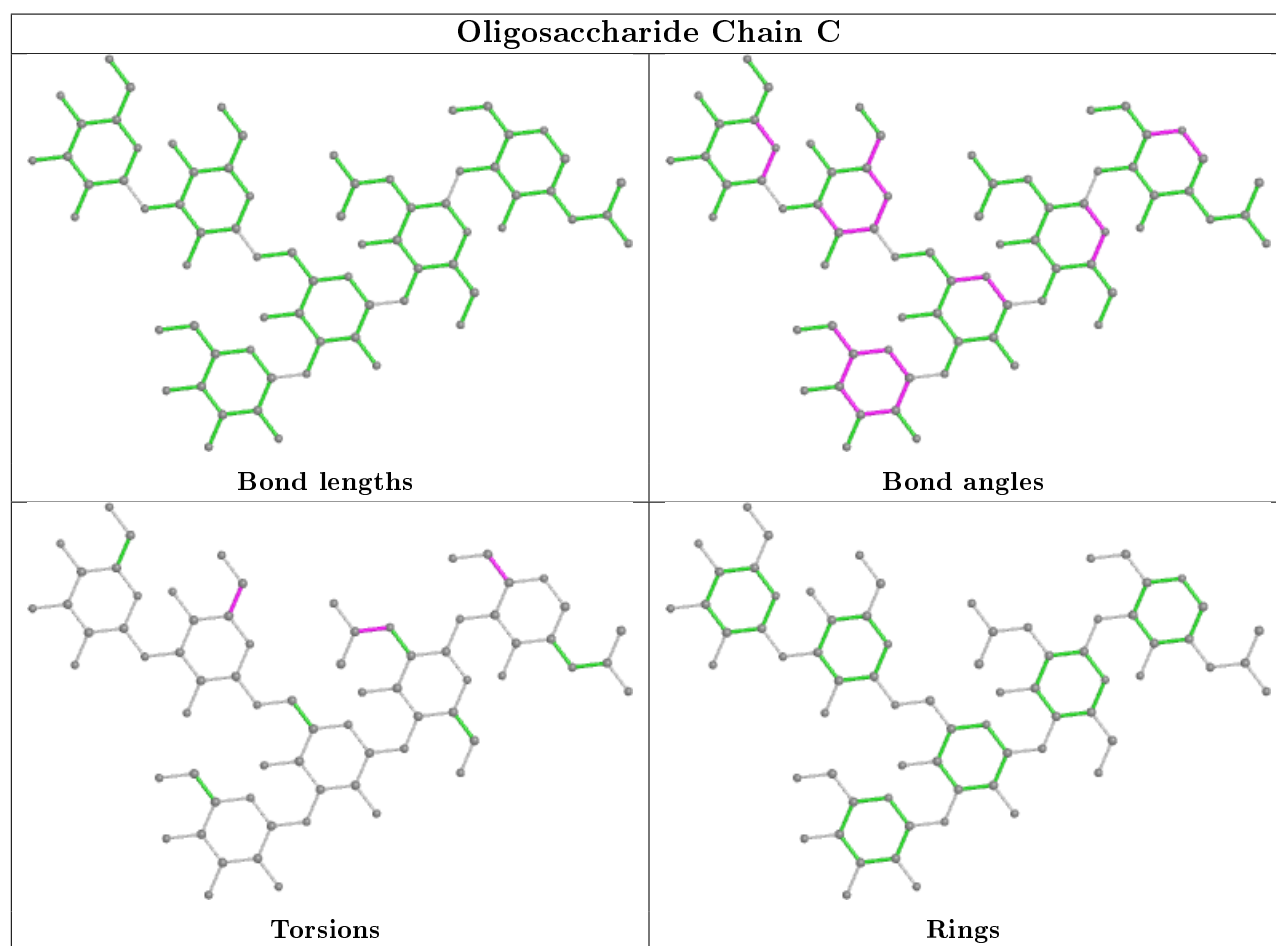 Oligosaccharide Chain C
Bond lengths
Bond angles
Torsions
Rings